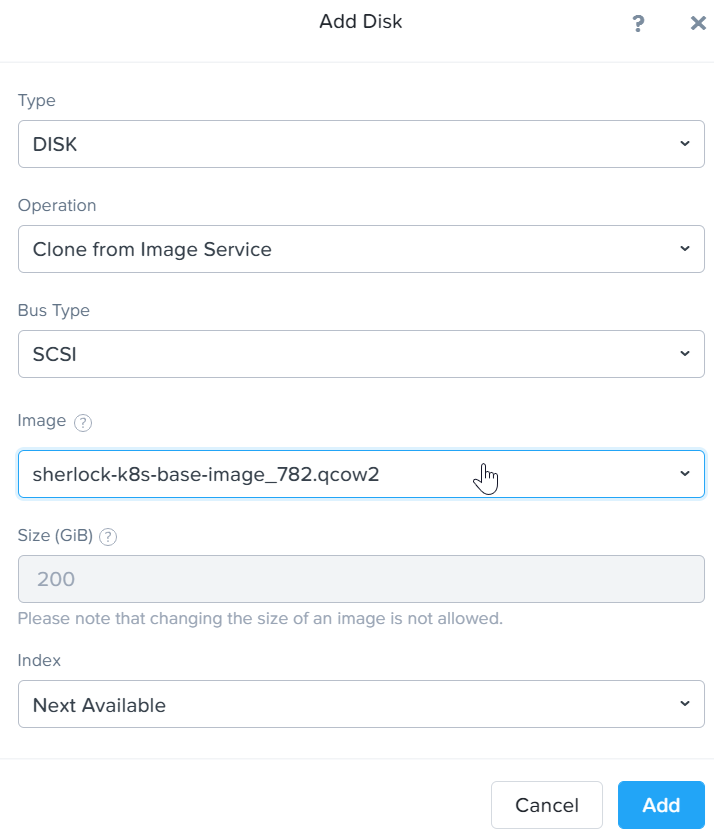 Add Disk
?
Type
DISK
Operation
Clone from Image Service
Bus Type
SCSI
Image ?
sherlock-k8s-base-image_782.qcow2
Size (GiB) ?
200
Please note that changing the size of an image is not allowed.
Index
Next Available
Cancel Add